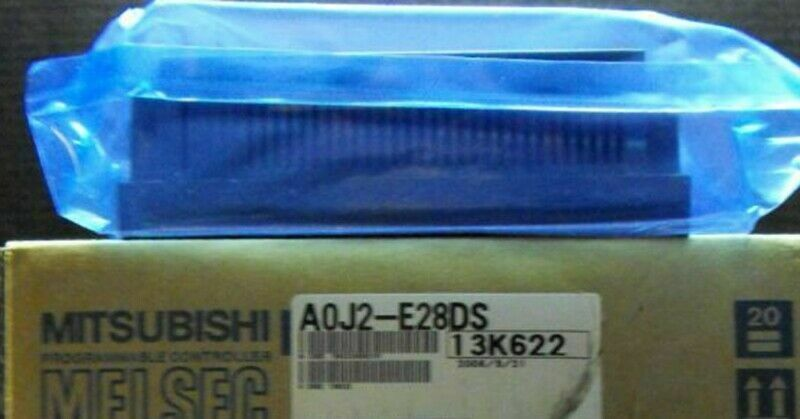 MITSUBISHI
PROGRAMMABLE CONTROLLER
MELSEC
A0J2-E28DS
13K622
20